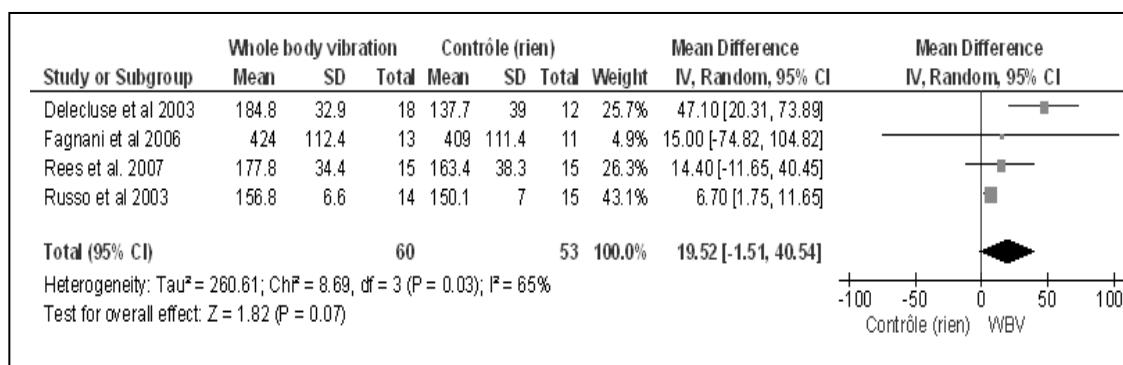 Whole body vibration Contrôle (rien) Mean Difference Mean Difference
Study or Subgroup Mean SD Total Mean SD Total Weight IV, Random, 95% CI IV, Random, 95% CI
Delecluse et al 2003 184.8 32.9 18 137.7 39 12 25.7% 47.10 [20.31, 73.89]
Fagnani et al 2006 424 112.4 13 409 111.4 11 4.9% 15.00 [-74.82, 104.82]
Rees et al. 2007 177.8 34.4 15 163.4 38.3 15 26.3% 14.40 [-11.65, 40.45]
Russo et al 2003 156.8 6.6 14 150.1 7 15 43.1% 6.70 [1.75, 11.65]
Total (95% CI) 60 53 100.0% 19.52 [-1.51, 40.54]
Heterogeneity: Tau² = 260.61; Chi² = 8.69, df = 3 (P = 0.03); I² = 65%
Test for overall effect: Z = 1.82 (P = 0.07)
-100 -50 0 50 100
Contrôle (rien) WBV